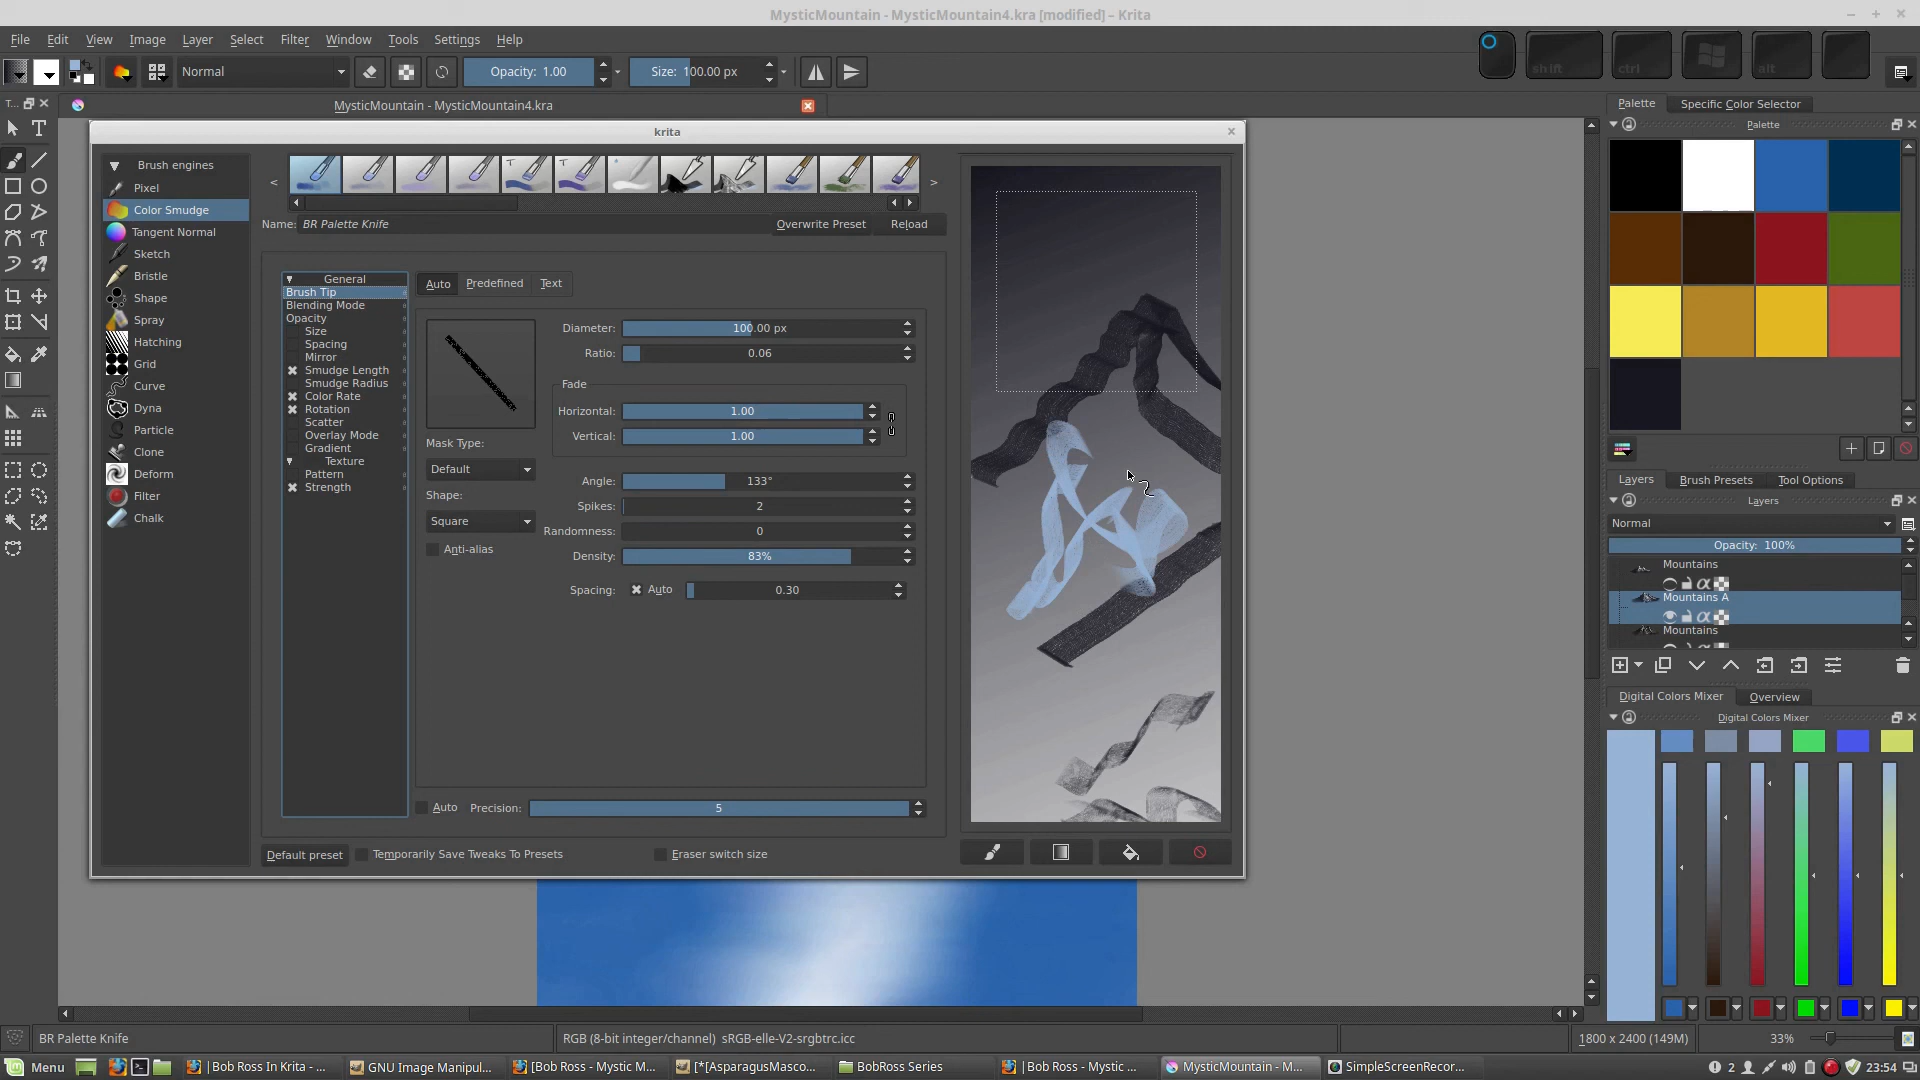 MysticMountain - MysticMountain4.kra [modified] – Krita
File Edit View Image Layer Select Filter Window Tools Settings Help
shift ctrl alt
Normal Opacity: 1.00 Size: 100.00 px
T... MysticMountain - MysticMountain4.kra
Palette Specific Color Selector
Palette
krita
Brush engines
Pixel
Color Smudge
Tangent Normal
Sketch
Bristle
Shape
Spray
Hatching
Grid
Curve
Dyna
Particle
Clone
Deform
Filter
Chalk
< >
Name: BR Palette Knife Overwrite Preset Reload
General
Brush Tip
Blending Mode
Opacity
Size
Spacing
Mirror
Smudge Length
Smudge Radius
Color Rate
Rotation
Scatter
Overlay Mode
Gradient
Texture
Pattern
Strength
Auto Predefined Text
Diameter: 100.00 px
Ratio: 0.06
Fade
Horizontal: 1.00
Vertical: 1.00
Mask Type:
Default
Shape:
Square
Anti-alias
Angle: 133°
Spikes: 2
Randomness: 0
Density: 83%
Spacing: Auto 0.30
Auto Precision: 5
Default preset Temporarily Save Tweaks To Presets Eraser switch size
Layers Brush Presets Tool Options
Layers
Normal
Opacity: 100%
Mountains
Mountains A
Mountains
Digital Colors Mixer Overview
Digital Colors Mixer
BR Palette Knife RGB (8-bit integer/channel) sRGB-elle-V2-srgbtrc.icc 1800 x 2400 (149M) 33%
Menu | Bob Ross In Krita - ... GNU Image Manipul... [Bob Ross - Mystic M... [*[AsparagusMasco... BobRoss Series | Bob Ross - Mystic ... MysticMountain - M... SimpleScreenRecor... 2 23:54